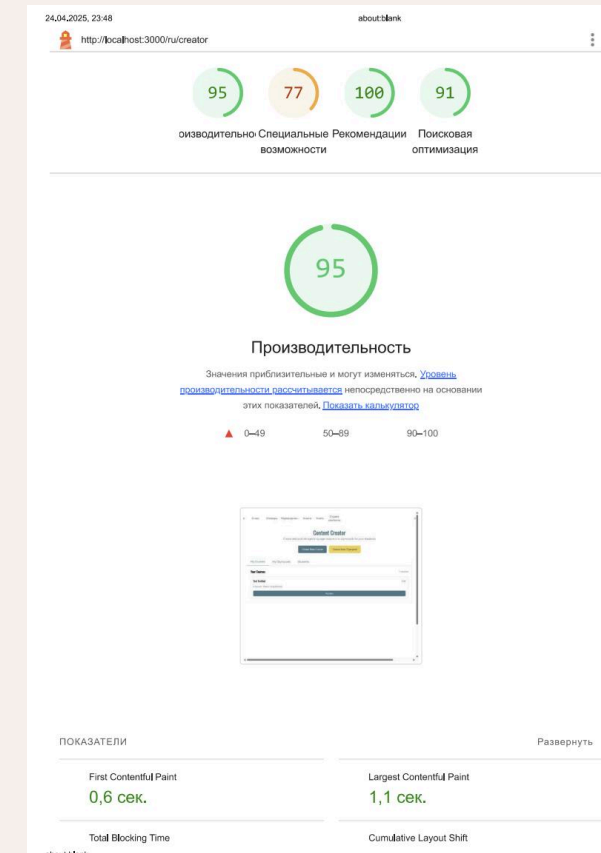 24.04.2025, 23:48 about:blank
http://localhost:3000/ru/creator
95 77 100 91
оизводительно Специальные Рекомендации Поисковая
возможности оптимизация
95
Производительность
Значения приблизительные и могут изменяться. Уровень
производительности рассчитывается непосредственно на основании
этих показателей. Показать калькулятор
0–49 50–89 90–100
Content Creator
ПОКАЗАТЕЛИ Развернуть
First Contentful Paint Largest Contentful Paint
0,6 сек. 1,1 сек.
Total Blocking Time Cumulative Layout Shift